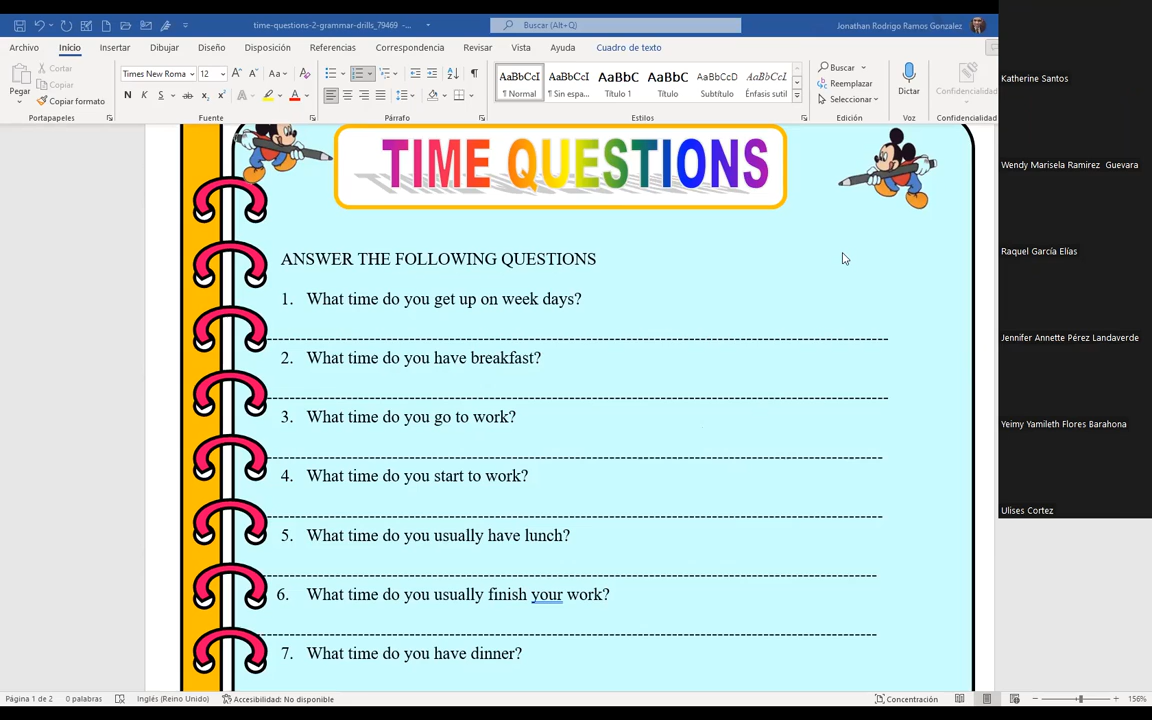 time-questions-2-grammar-drills_79469 -...
Buscar (Alt+Q)
Jonathan Rodrigo Ramos Gonzalez
Archivo Inicio Insertar Dibujar Diseño Disposición Referencias Correspondencia Revisar Vista Ayuda Cuadro de texto
Pegar
Cortar
Copiar
Copiar formato
Portapapeles
Times New Roma 12
N K S ab x₂ x²
Fuente
Párrafo
AaBbCcI AaBbCcI AaBbC AaBbC AaBbCcD AaBbCcI
¶ Normal ¶ Sin espa... Título 1 Título Subtítulo Énfasis sutil
Estilos
Buscar
Reemplazar
Seleccionar
Edición
Dictar
Voz
Confidencialidad
Confidencialidad
TIME QUESTIONS
ANSWER THE FOLLOWING QUESTIONS
1. What time do you get up on week days?
2. What time do you have breakfast?
3. What time do you go to work?
4. What time do you start to work?
5. What time do you usually have lunch?
6. What time do you usually finish your work?
7. What time do you have dinner?
Katherine Santos
Wendy Marisela Ramirez Guevara
Raquel García Elías
Jennifer Annette Pérez Landaverde
Yeimy Yamileth Flores Barahona
Ulises Cortez
Página 1 de 2 0 palabras Inglés (Reino Unido) Accesibilidad: No disponible Concentración 156%